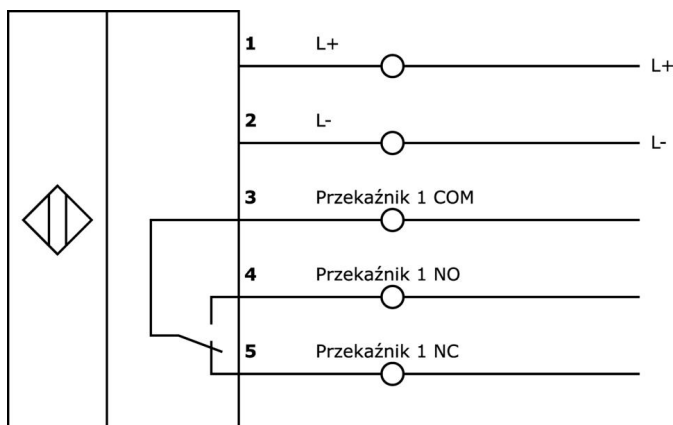 1 L+ L+
2 L- L-
3 Przekaźnik 1 COM
4 Przekaźnik 1 NO
5 Przekaźnik 1 NC